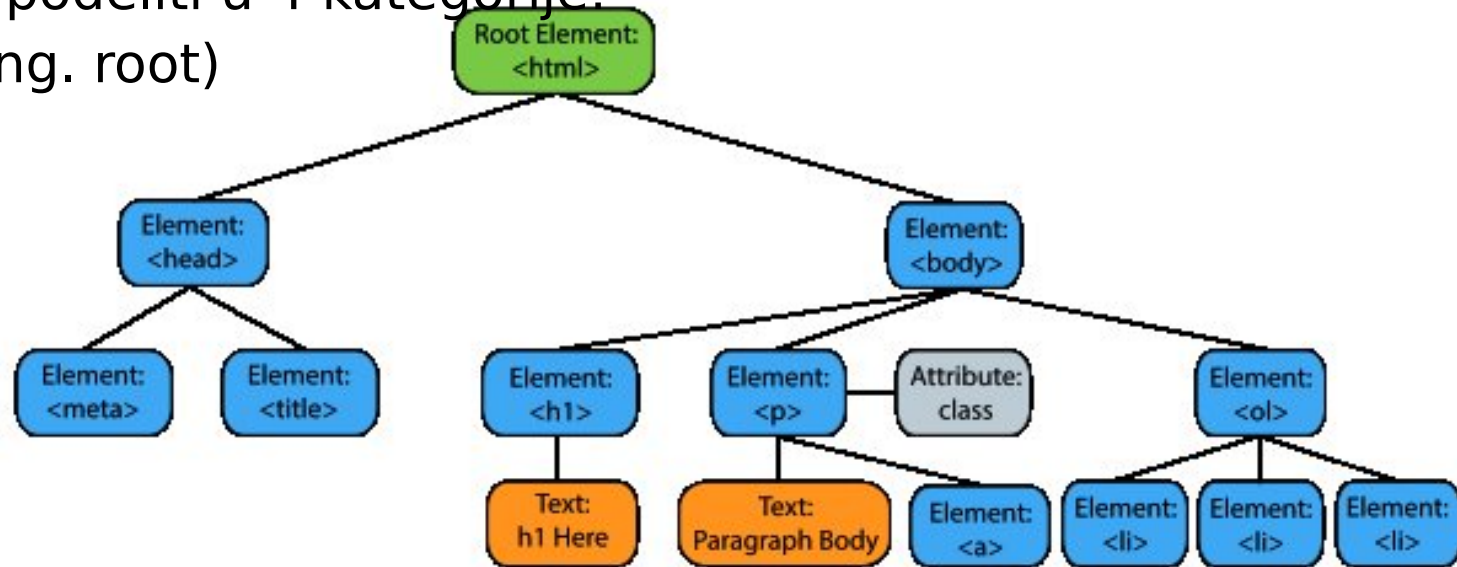 podeliti u 4 kategorije:
ng. root)
Root Element:
<html>
Element:
<head>
Element:
<body>
Element:
<meta>
Element:
<title>
Element:
<h1>
Element:
<p>
Attribute:
class
Element:
<ol>
Text:
h1 Here
Text:
Paragraph Body
Element:
<a>
Element:
<li>
Element:
<li>
Element:
<li>